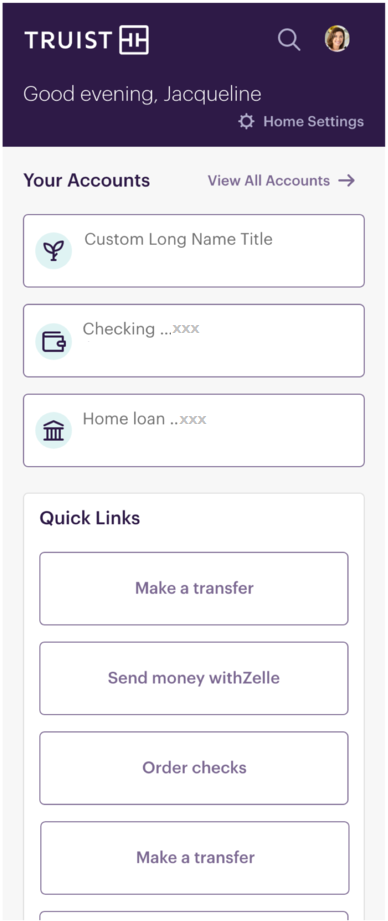 TRUIST
Good evening, Jacqueline
Home Settings
Your Accounts
View All Accounts
Custom Long Name Title
Checking ...xxx
Home loan ..xxx
Quick Links
Make a transfer
Send money withZelle
Order checks
Make a transfer